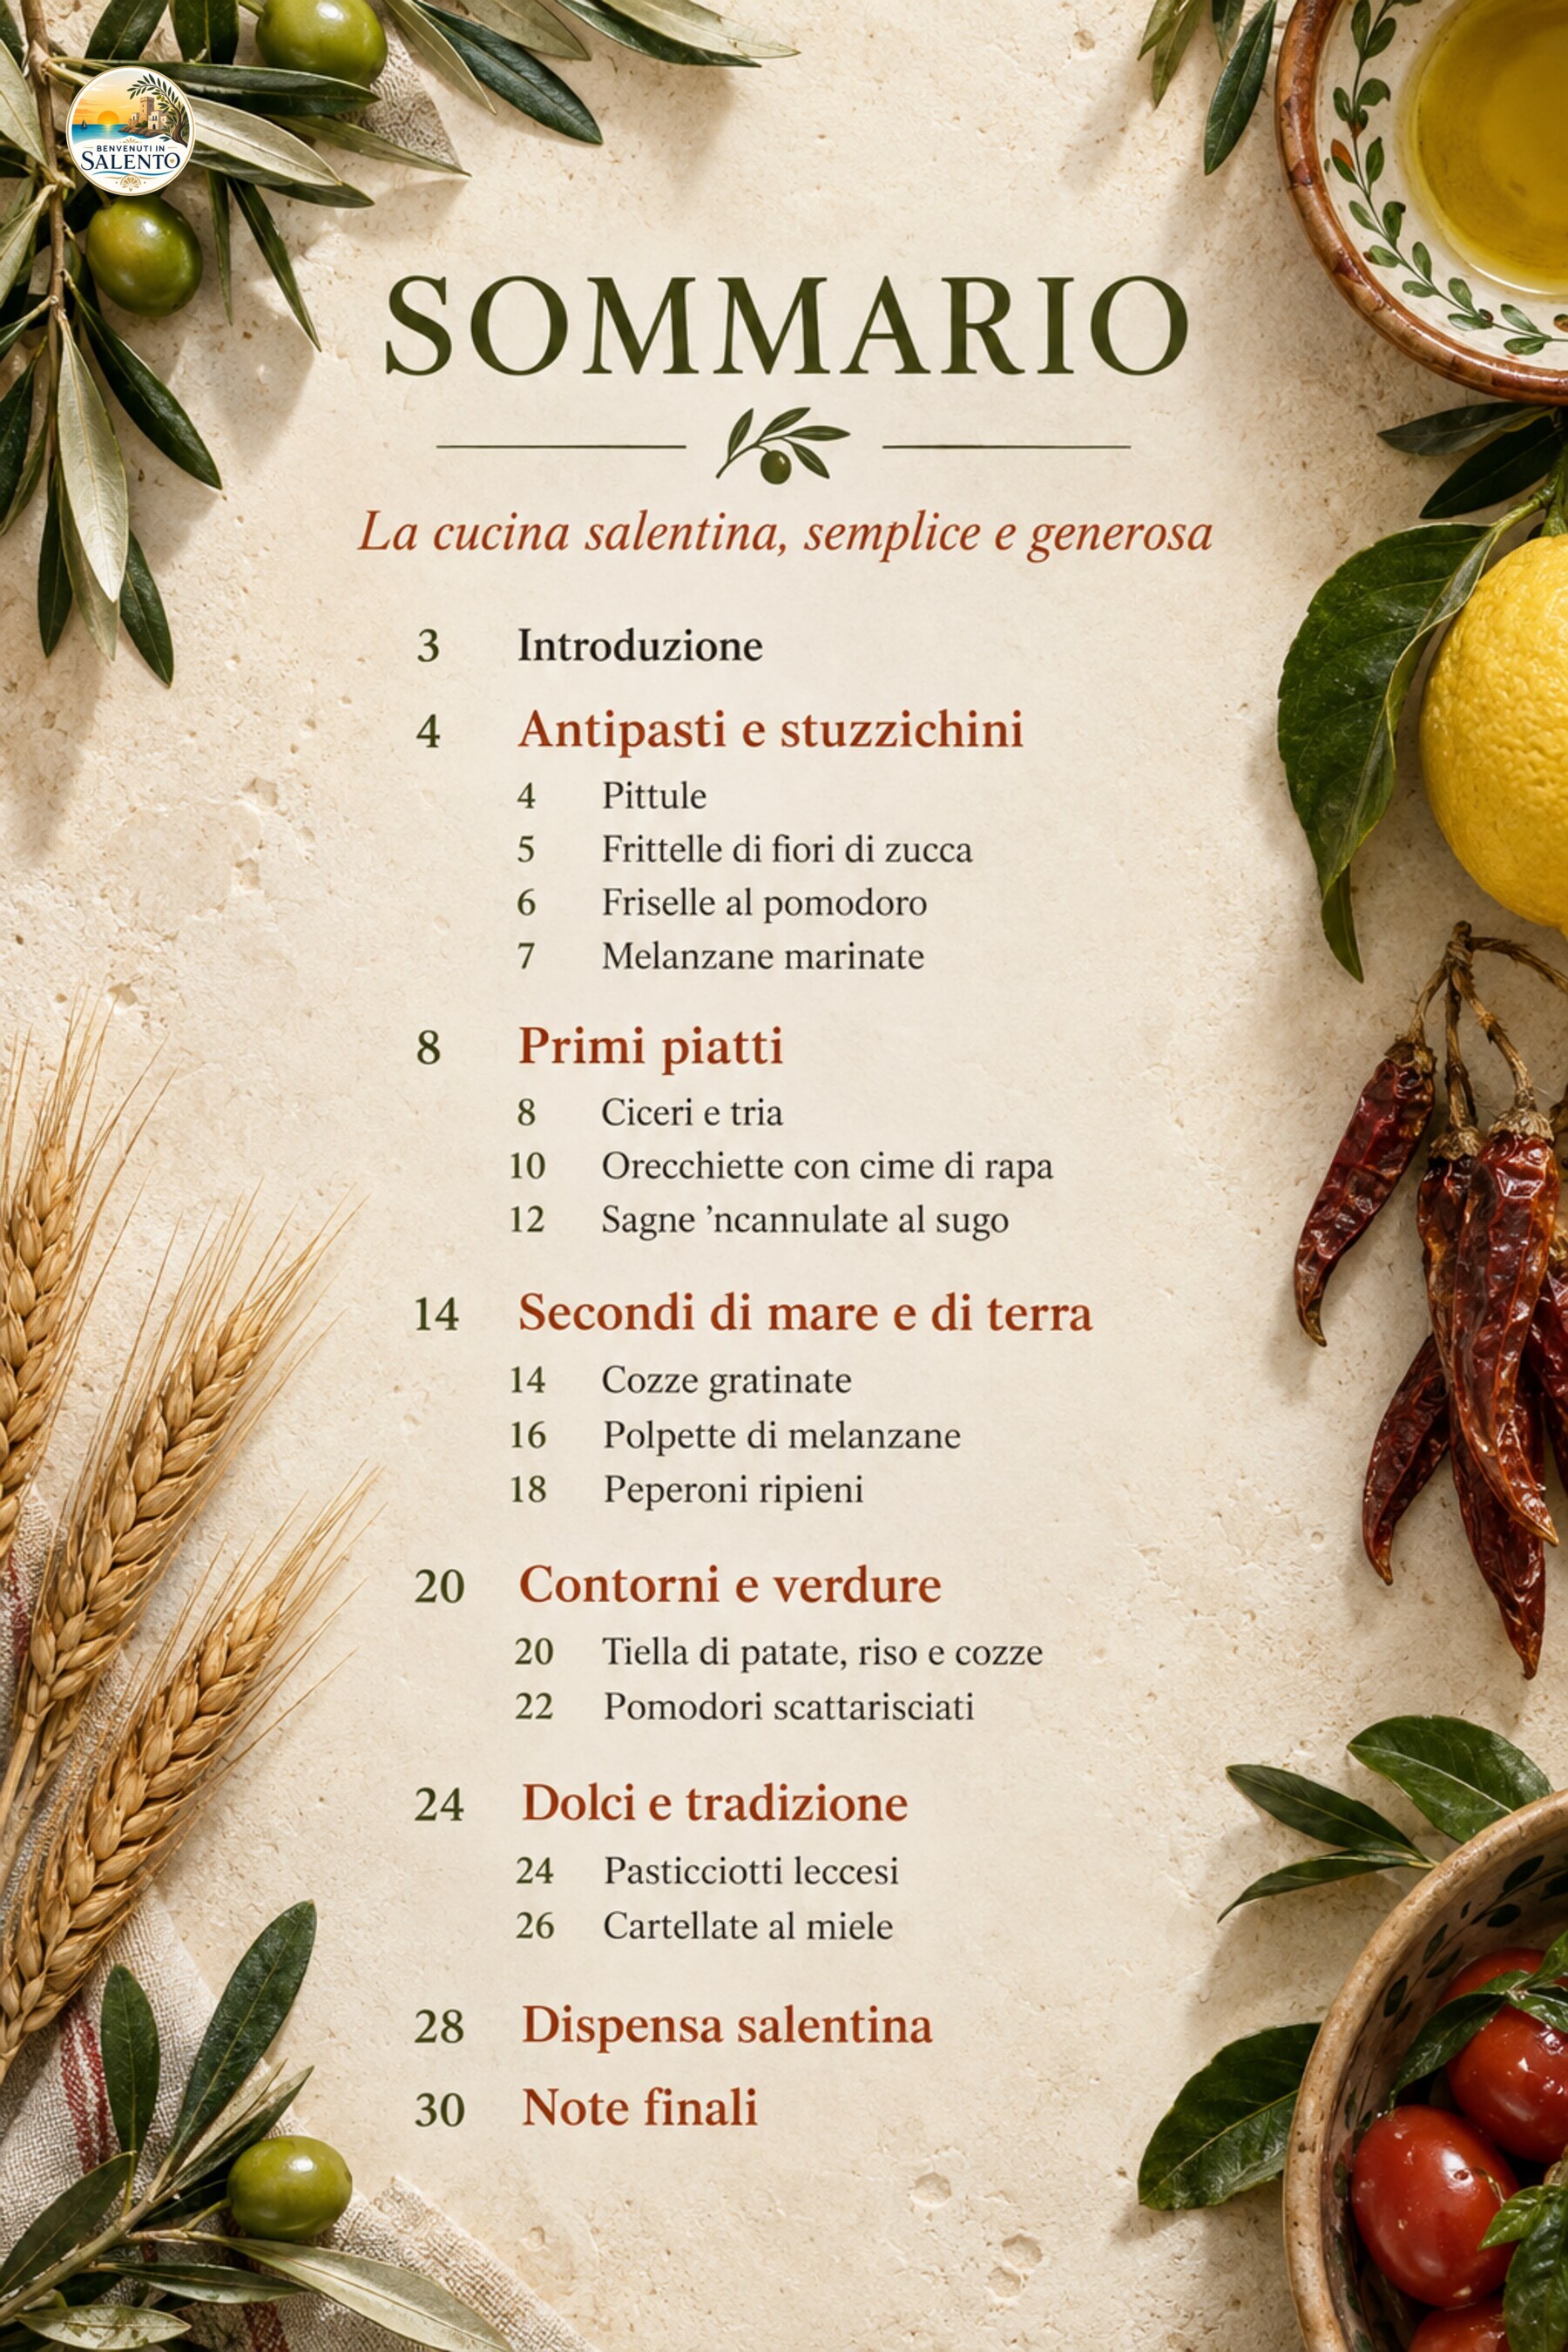 BENVENUTI IN
SALENTO
SOMMARIO
La cucina salentina, semplice e generosa
3 Introduzione
4 Antipasti e stuzzichini
4 Pittule
5 Frittelle di fiori di zucca
6 Friselle al pomodoro
7 Melanzane marinate
8 Primi piatti
8 Ciceri e tria
10 Orecchiette con cime di rapa
12 Sagne ’ncannulate al sugo
14 Secondi di mare e di terra
14 Cozze gratinate
16 Polpette di melanzane
18 Peperoni ripieni
20 Contorni e verdure
20 Tiella di patate, riso e cozze
22 Pomodori scattarisciati
24 Dolci e tradizione
24 Pasticciotti leccesi
26 Cartellate al miele
28 Dispensa salentina
30 Note finali